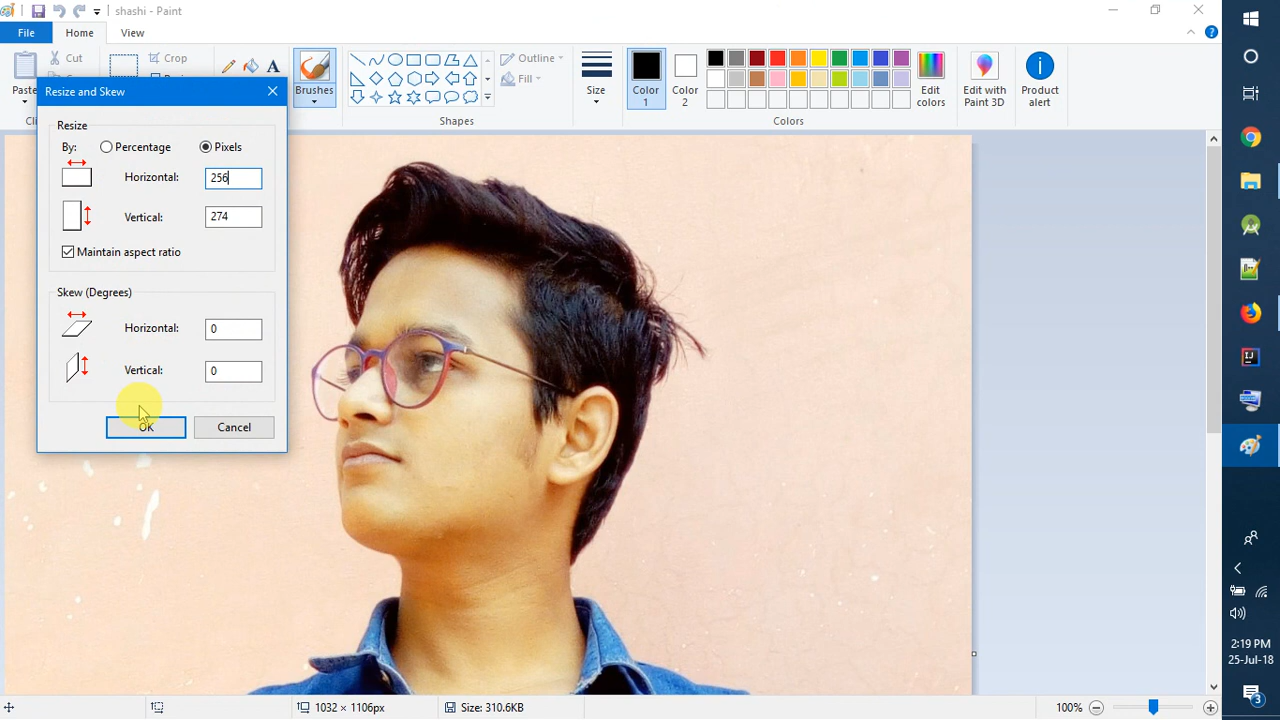 shashi - Paint
File
Home
View
Paste
Cut
Crop
Brushes
Outline
Fill
Shapes
Size
Color
1
Color
2
Edit
colors
Colors
Edit with
Paint 3D
Product
alert
Resize and Skew
Resize
By:
Percentage
Pixels
Horizontal:
256
Vertical:
274
Maintain aspect ratio
Skew (Degrees)
Horizontal:
0
Vertical:
0
OK
Cancel
1032 × 1106px
Size: 310.6KB
100%
2:19 PM
25-Jul-18
3